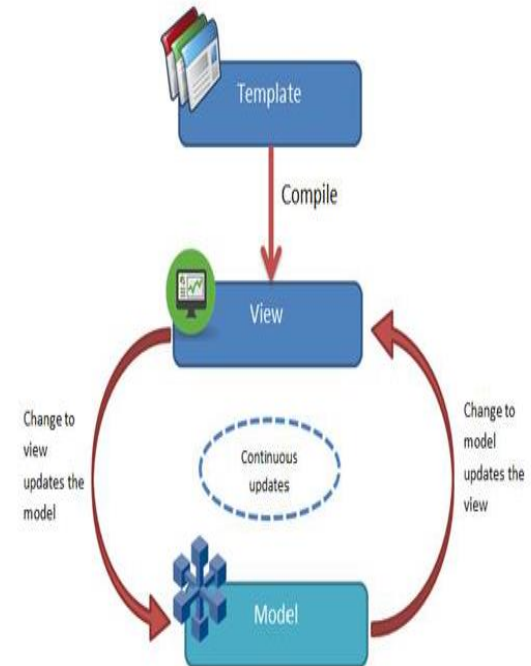 Template
Compile
View
Change to
view
updates the
model
Continuous
updates
Change to
model
updates the
view
Model